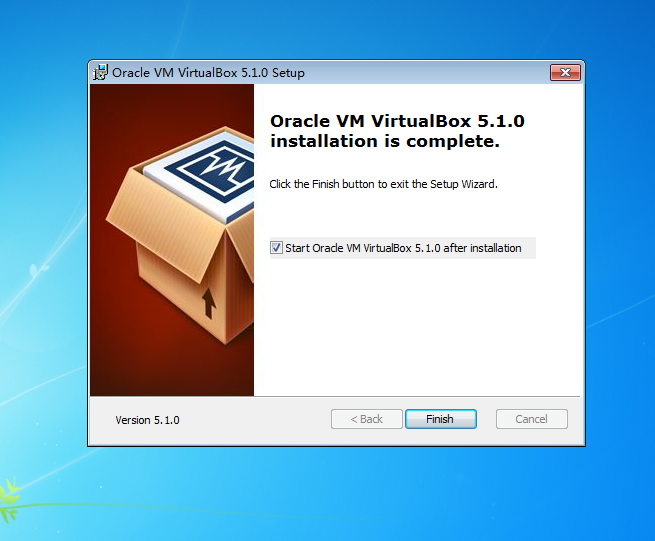 Oracle VM VirtualBox 5.1.0 Setup
Oracle VM VirtualBox 5.1.0
installation is complete.
Click the Finish button to exit the Setup Wizard.
Start Oracle VM VirtualBox 5.1.0 after installation
Version 5.1.0
< Back
Finish
Cancel